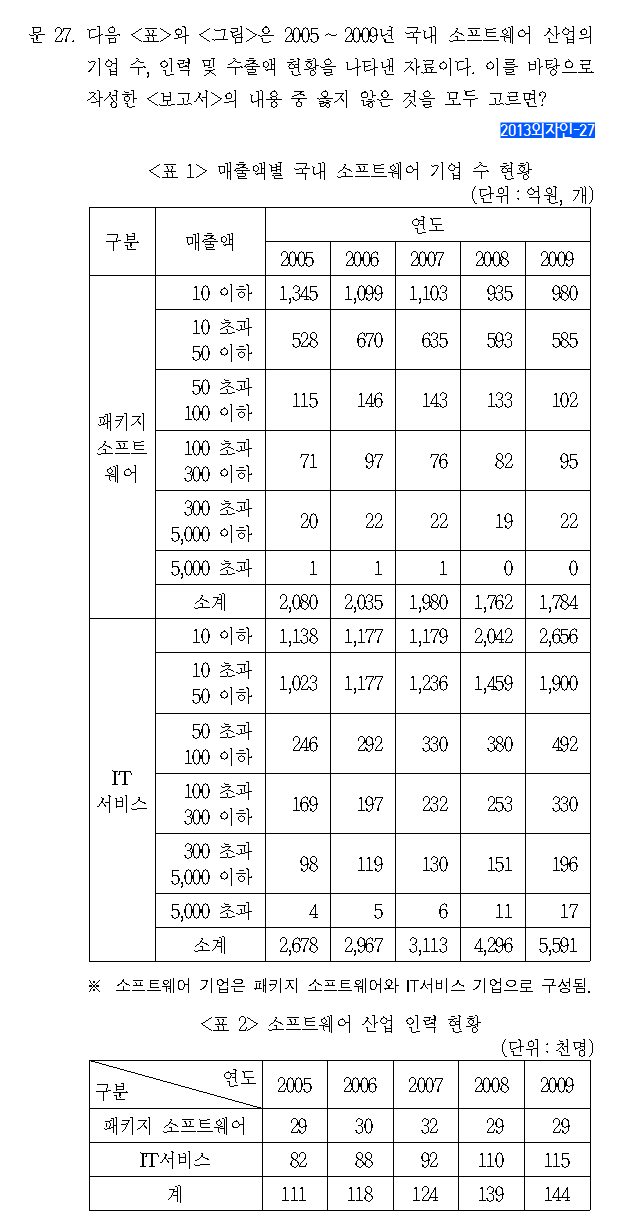 문 27. 다음 <표>와 <그림>은 2005 ~ 2009년 국내 소프트웨어 산업의
기업 수, 인력 및 수출액 현황을 나타낸 자료이다. 이를 바탕으로
작성한 <보고서>의 내용 중 옳지 않은 것을 모두 고르면?
2013외자인-27
<표 1> 매출액별 국내 소프트웨어 기업 수 현황
(단위 : 억원, 개)
구분 매출액 연도
2005 2006 2007 2008 2009
패키지 소프트웨어
10 이하 1,345 1,099 1,103 935 980
10 초과 50 이하 528 670 635 593 585
50 초과 100 이하 115 146 143 133 102
100 초과 300 이하 71 97 76 82 95
300 초과 5,000 이하 20 22 22 19 22
5,000 초과 1 1 1 0 0
소계 2,080 2,035 1,980 1,762 1,784
IT 서비스
10 이하 1,138 1,177 1,179 2,042 2,656
10 초과 50 이하 1,023 1,177 1,236 1,459 1,900
50 초과 100 이하 246 292 330 380 492
100 초과 300 이하 169 197 232 253 330
300 초과 5,000 이하 98 119 130 151 196
5,000 초과 4 5 6 11 17
소계 2,678 2,967 3,113 4,296 5,591
※ 소프트웨어 기업은 패키지 소프트웨어와 IT서비스 기업으로 구성됨.
<표 2> 소프트웨어 산업 인력 현황
(단위 : 천명)
구분 연도 2005 2006 2007 2008 2009
패키지 소프트웨어 29 30 32 29 29
IT서비스 82 88 92 110 115
계 111 118 124 139 144